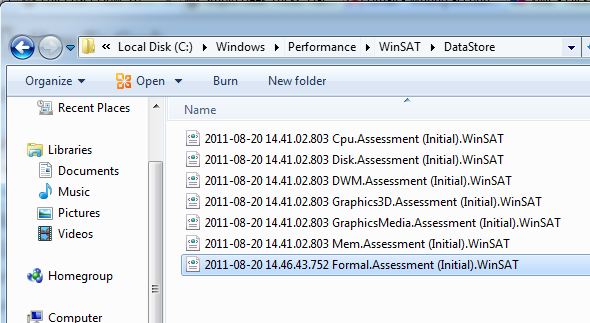 Local Disk (C:) Windows Performance WinSAT DataStore
Organize Open Burn New folder
Recent Places
Libraries
Documents
Music
Pictures
Videos
Homegroup
Computer
Name
2011-08-20 14.41.02.803 Cpu.Assessment (Initial).WinSAT
2011-08-20 14.41.02.803 Disk.Assessment (Initial).WinSAT
2011-08-20 14.41.02.803 DWM.Assessment (Initial).WinSAT
2011-08-20 14.41.02.803 Graphics3D.Assessment (Initial).WinSAT
2011-08-20 14.41.02.803 GraphicsMedia.Assessment (Initial).WinSAT
2011-08-20 14.41.02.803 Mem.Assessment (Initial).WinSAT
2011-08-20 14.46.43.752 Formal.Assessment (Initial).WinSAT